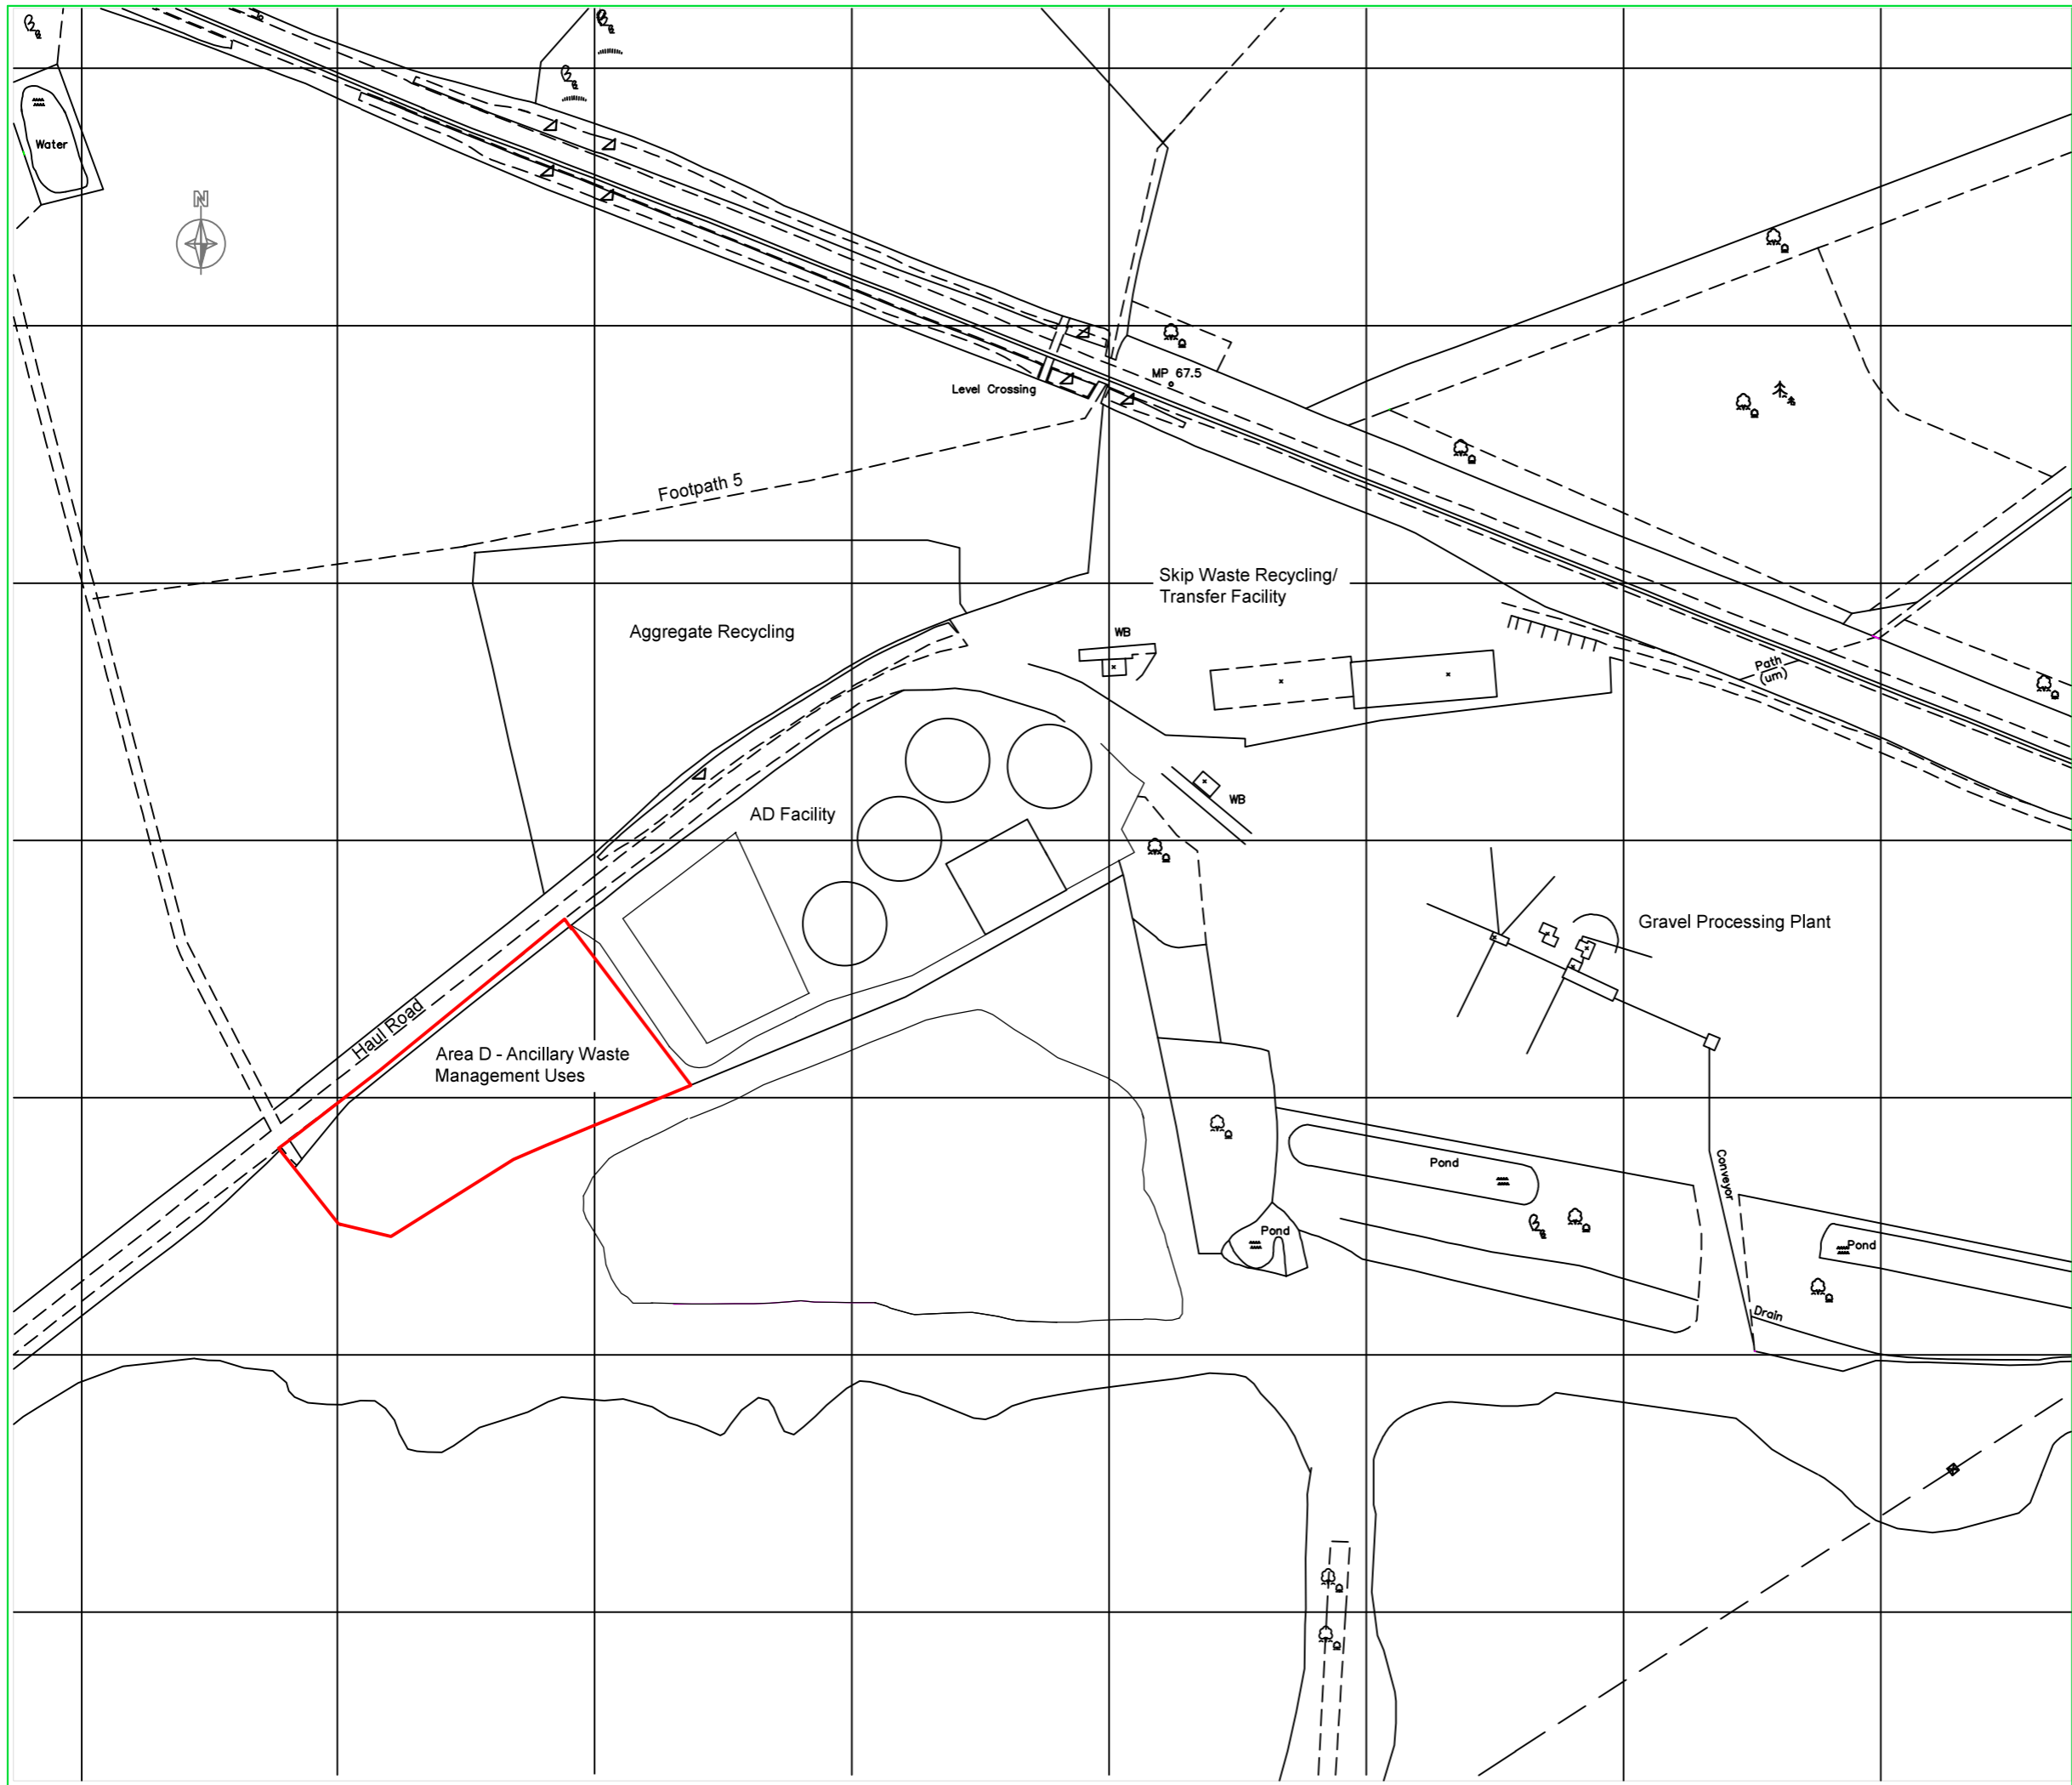 Water
N
MP 67.5
Level Crossing
Footpath 5
Skip Waste Recycling/
Transfer Facility
Aggregate Recycling
WB
Path
(um)
WB
AD Facility
Gravel Processing Plant
Haul Road
Area D - Ancillary Waste
Management Uses
Pond
Conveyor
Pond
Pond
Drain